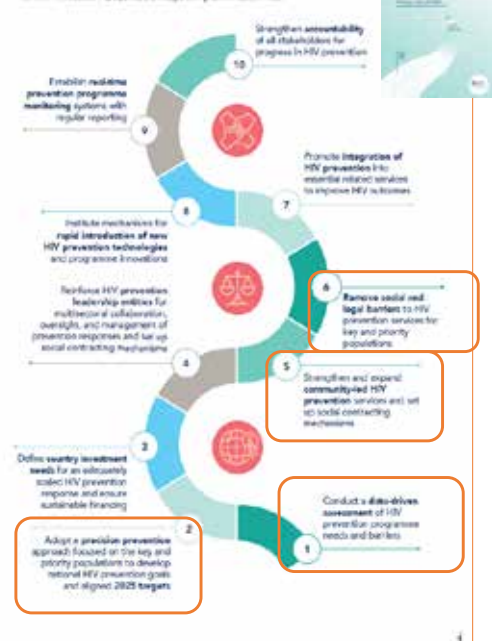 Strengthen accountability
of all stakeholders for
progress in HIV prevention
10
Establish real-time
prevention programme
monitoring systems with
regular reporting
9
Promote integration of
HIV prevention into
essential related services
to improve HIV outcomes
7
8
Institute mechanisms for
rapid introduction of new
HIV prevention technologies
and programme innovations
6
Remove social and
legal barriers to HIV
prevention services for
key and priority
populations
Reinforce HIV prevention
leadership entities for
multisectoral collaboration,
oversight, and management of
prevention responses and set up
social contracting mechanisms
4
5
Strengthen and expand
community-led HIV
prevention services and set
up social contracting
mechanisms
3
Define country investment
needs for an adequately
scaled HIV prevention
response and ensure
sustainable financing
Conduct a data-driven
assessment of HIV
prevention programme
needs and barriers
1
2
Adopt a precision prevention
approach focused on the key and
priority populations to develop
national HIV prevention goals
and aligned 2025 targets